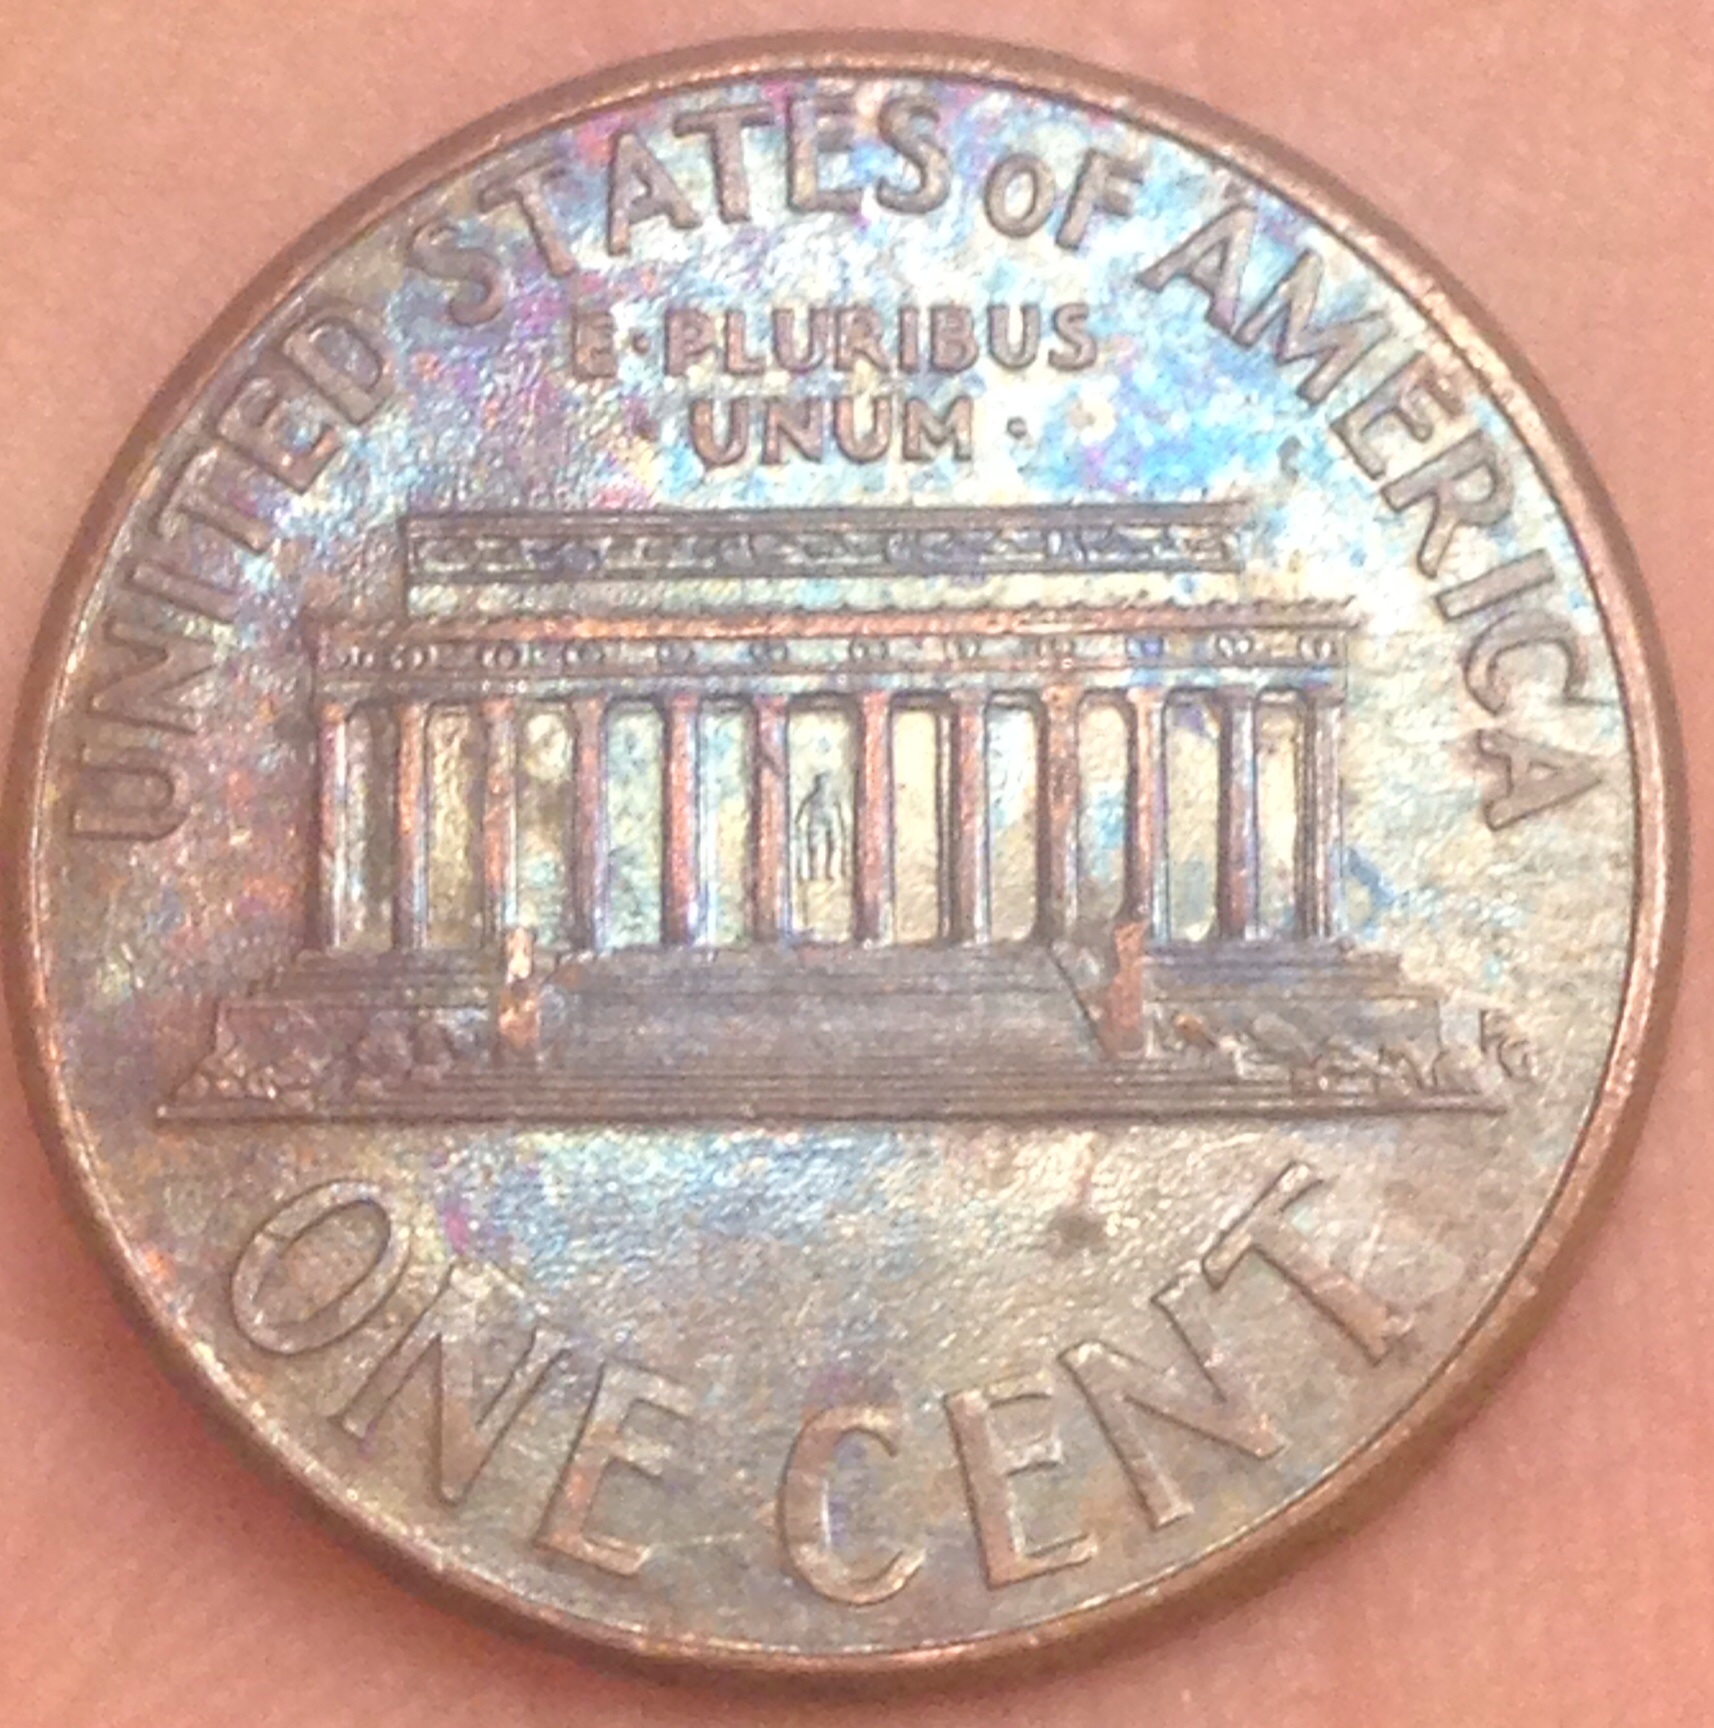 UNITED STATES OF AMERICA
E·PLURIBUS
UNUM·
ONE CENT